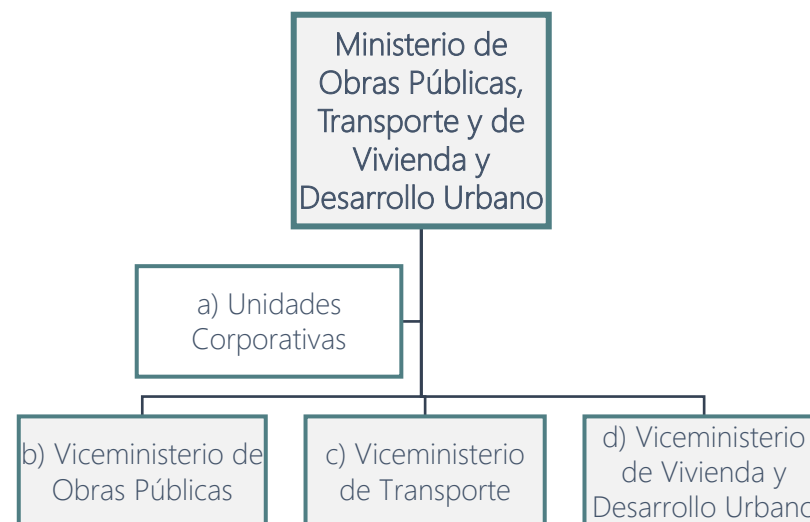 Ministerio de
Obras Públicas,
Transporte y de
Vivienda y
Desarrollo Urbano
a) Unidades
Corporativas
b) Viceministerio de
Obras Públicas
c) Viceministerio
de Transporte
d) Viceministerio
de Vivienda y
Desarrollo Urbano